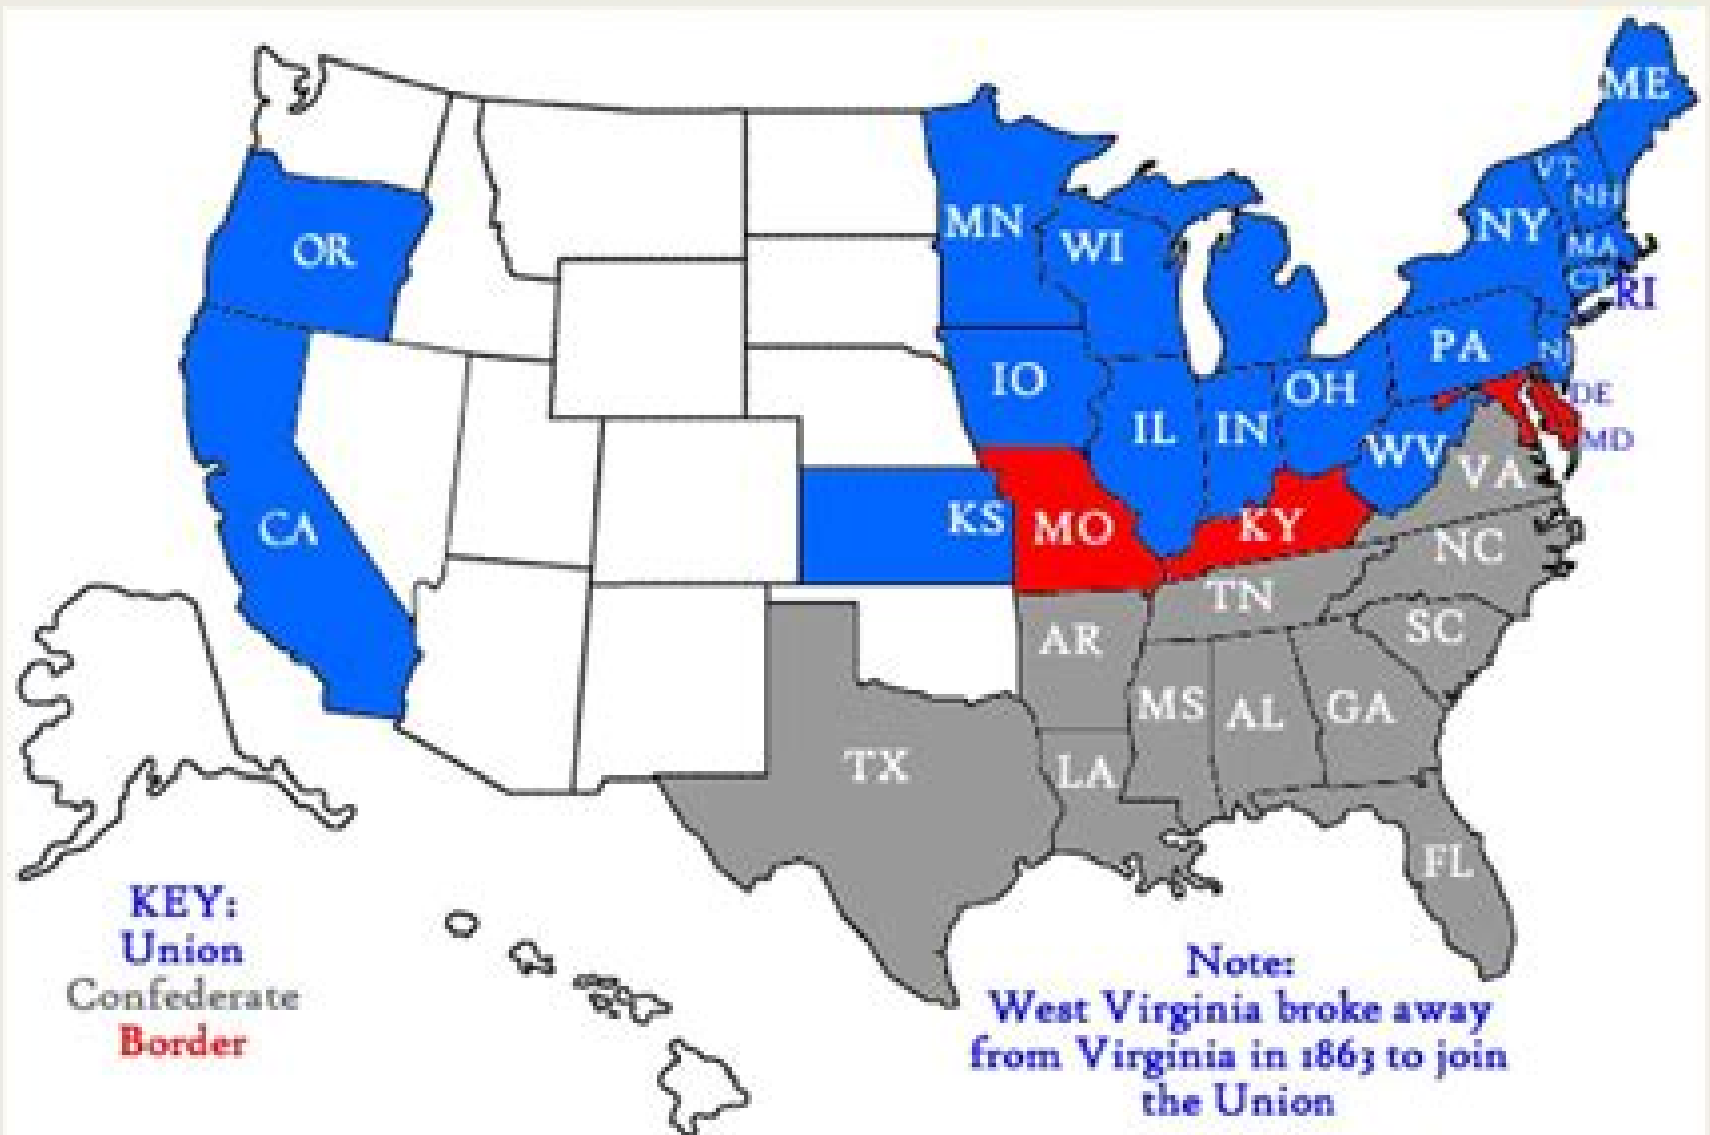 ME
VT
NH
OR
MN
WI
NY
MA
CT
RI
PA
NJ
IO
OH
DE
IL
IN
WV
MD
VA
CA
KS
MO
KY
NC
TN
AR
SC
MS
AL
GA
TX
LA
FL
KEY:
Union
Confederate
Border
Note:
West Virginia broke away
from Virginia in 1863 to join
the Union